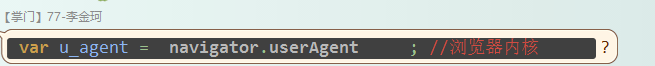 【掌门】77-李金珂
var u_agent = navigator.userAgent ; //浏览器内核 ?